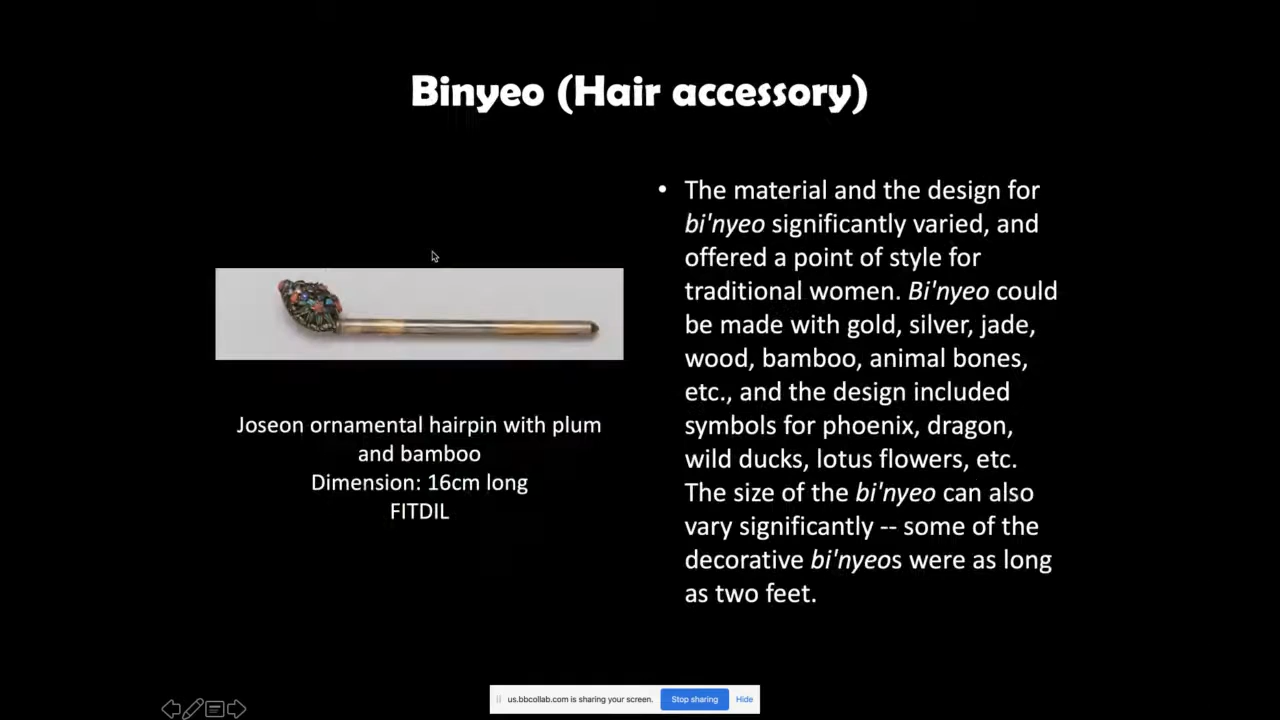 Binyeo (Hair accessory)
Joseon ornamental hairpin with plum
and bamboo
Dimension: 16cm long
FITDIL
• The material and the design for
bi'nyeo significantly varied, and
offered a point of style for
traditional women. Bi'nyeo could
be made with gold, silver, jade,
wood, bamboo, animal bones,
etc., and the design included
symbols for phoenix, dragon,
wild ducks, lotus flowers, etc.
The size of the bi'nyeo can also
vary significantly -- some of the
decorative bi'nyeos were as long
as two feet.
us.bbcollab.com is sharing your screen. Stop sharing Hide